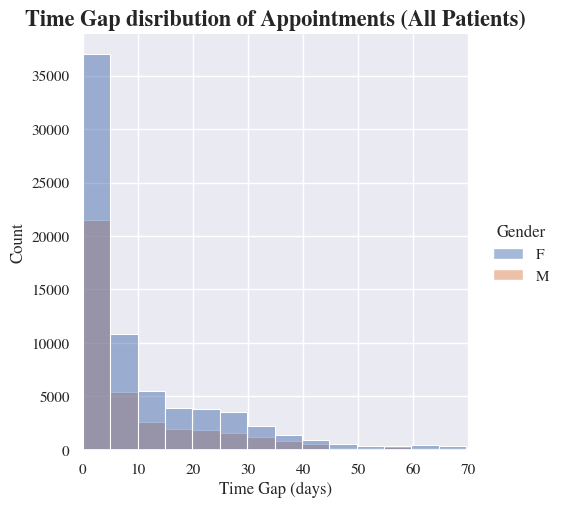 Time Gap disribution of Appointments (All Patients)
35000
30000
25000
20000
15000
10000
5000
0
Count
0 10 20 30 40 50 60 70
Time Gap (days)
Gender
F
M